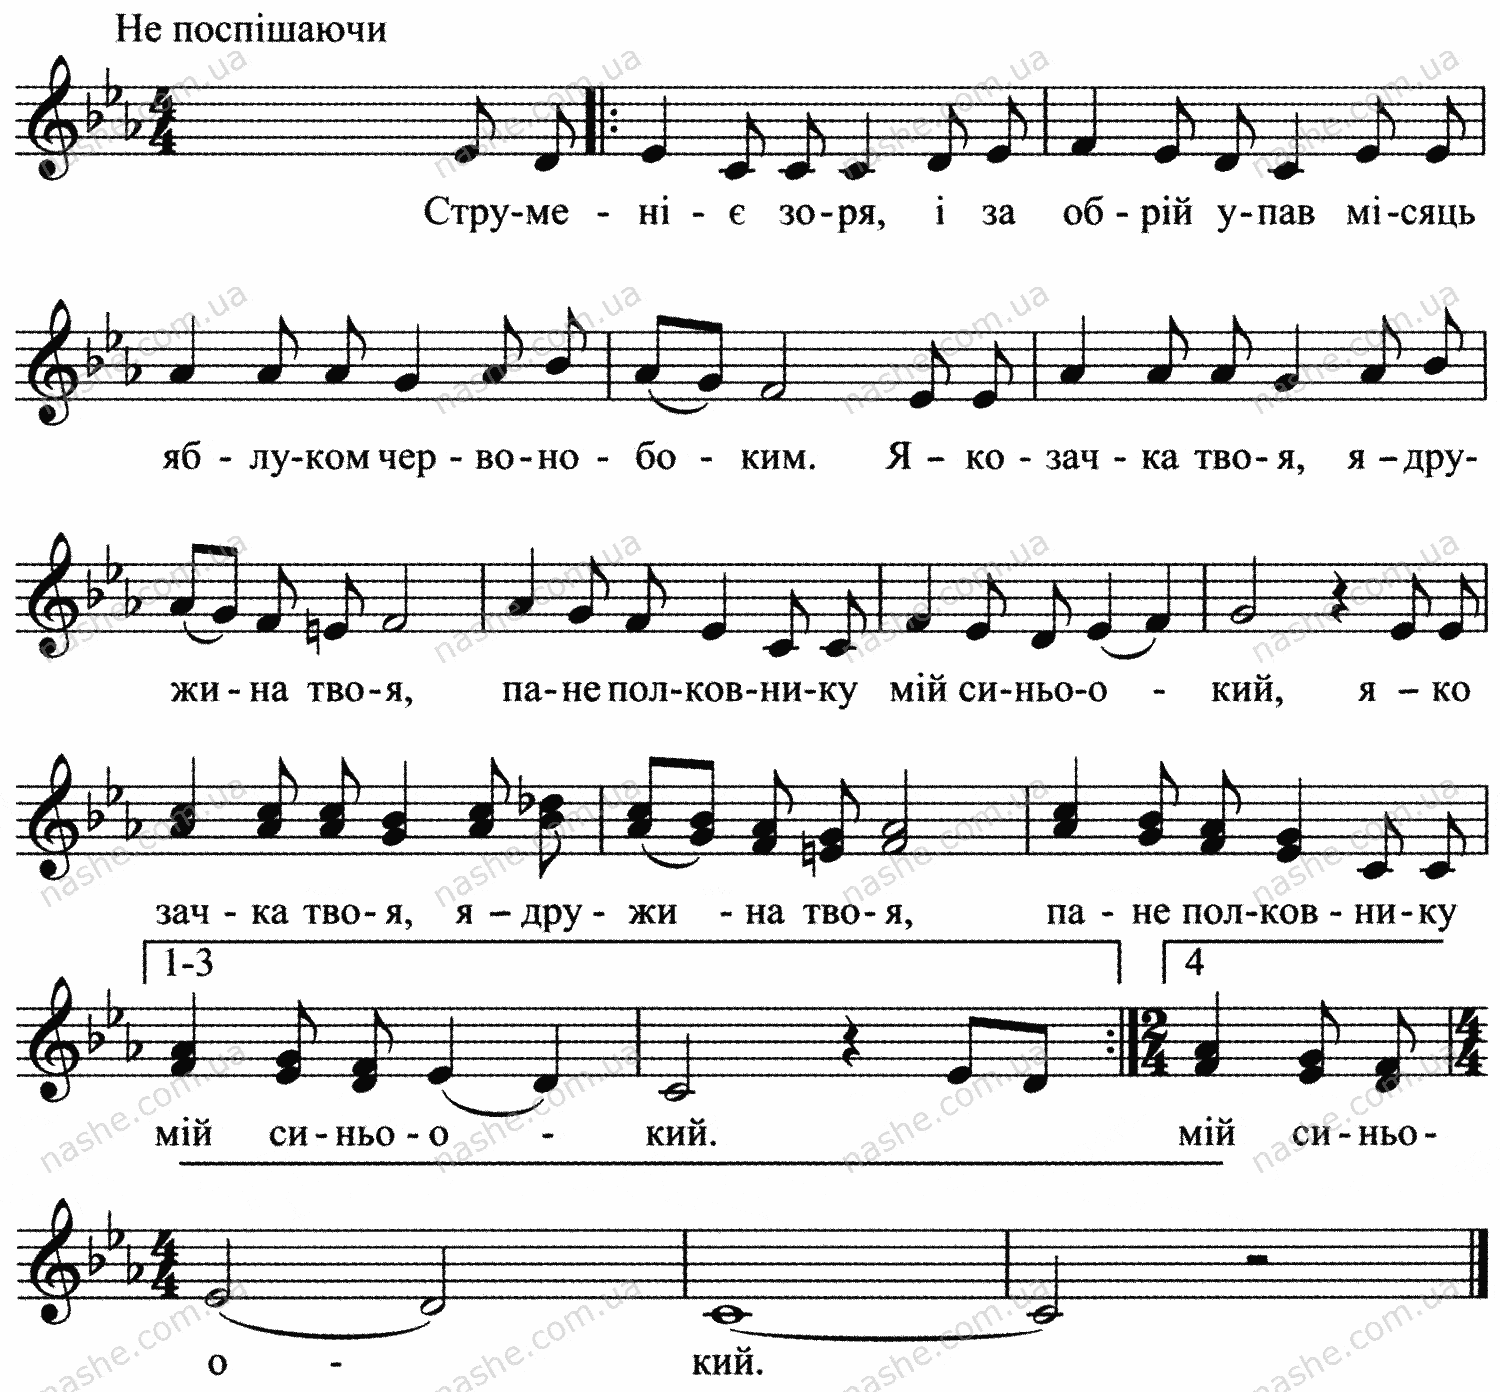 Не поспішаючи
Стру-ме - ні - є зо-ря, і за об - рій у-пав мі-сяць
яб - лу-ком чер - во-но - бо - ким. Я - ко - зач - ка тво-я, я - дру-
жи - на тво-я, па-не пол-ков-ни-ку мій си-ньо-о - кий, я - ко
зач - ка тво-я, я - дру - жи - на тво-я, па - не пол-ков - ни-ку
1-3 4
мій си-ньо-о - кий. мій си-ньо-
о - кий.
nashe.com.ua